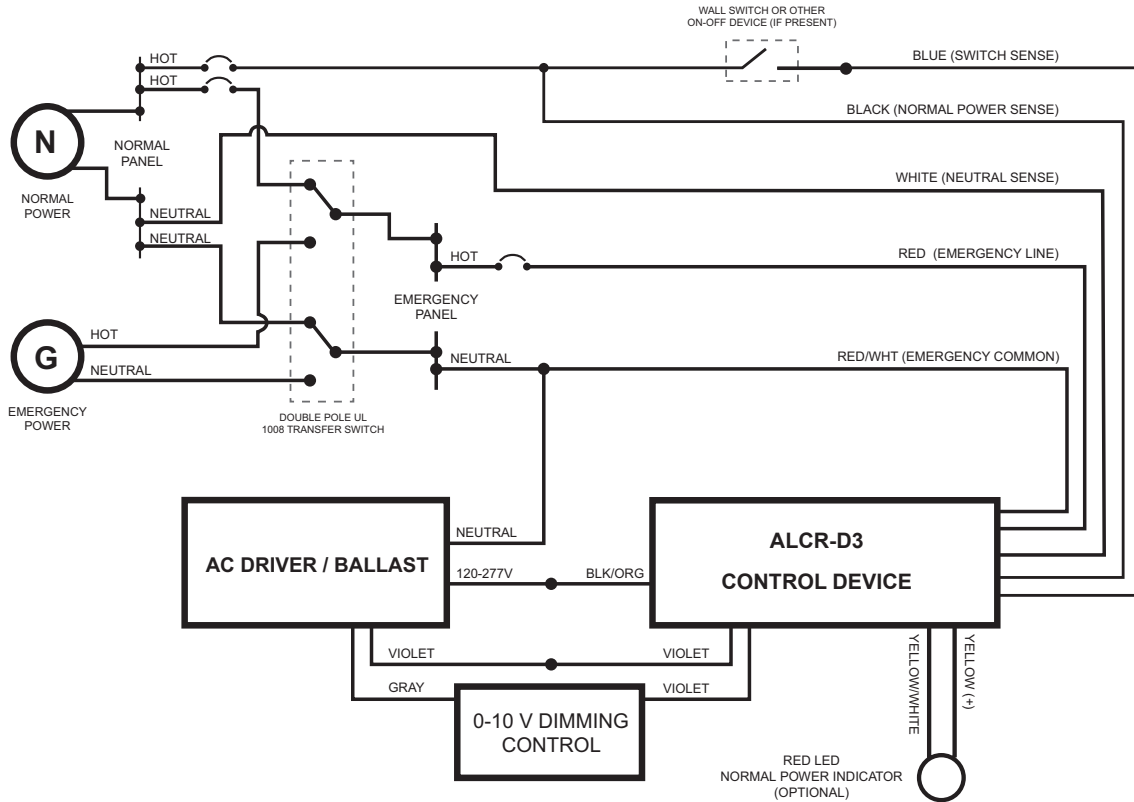 WALL SWITCH OR OTHER
ON-OFF DEVICE (IF PRESENT)
HOT
BLUE (SWITCH SENSE)
HOT
BLACK (NORMAL POWER SENSE)
N
NORMAL
PANEL
NORMAL
POWER
WHITE (NEUTRAL SENSE)
NEUTRAL
NEUTRAL
HOT
RED (EMERGENCY LINE)
EMERGENCY
PANEL
G
HOT
NEUTRAL
EMERGENCY
POWER
NEUTRAL
RED/WHT (EMERGENCY COMMON)
DOUBLE POLE UL
1008 TRANSFER SWITCH
AC DRIVER / BALLAST
NEUTRAL
120-277V
BLK/ORG
ALCR-D3
CONTROL DEVICE
VIOLET
VIOLET
GRAY
VIOLET
0-10 V DIMMING
CONTROL
YELLOW/WHITE
YELLOW (+)
RED LED
NORMAL POWER INDICATOR
(OPTIONAL)